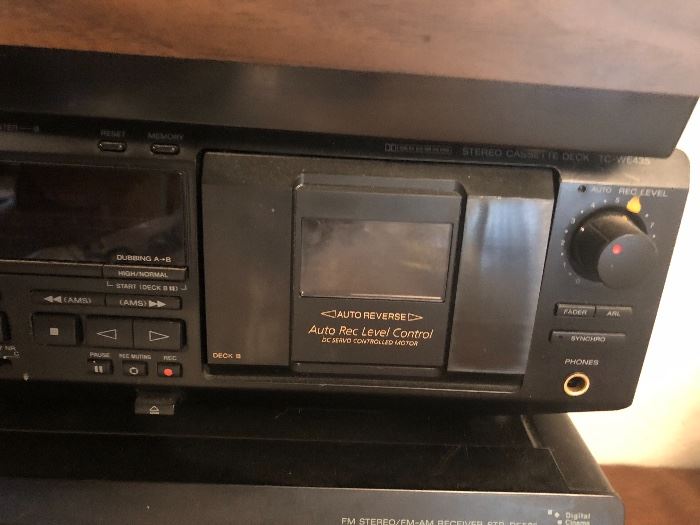 RESET MEMORY
STEREO CASSETTE DECK TC-WE435
AUTO REC LEVEL
DUBBING A→B
HIGH/NORMAL
START (DECK B II)
◀◀(AMS) (AMS)▶▶
◁AUTO REVERSE▷
Auto Rec Level Control
DC SERVO CONTROLLED MOTOR
DECK B
PAUSE REC MUTING REC
FADER ARL
SYNCHRO
PHONES
FM STEREO/FM-AM RECEIVER
Digital
Cinema